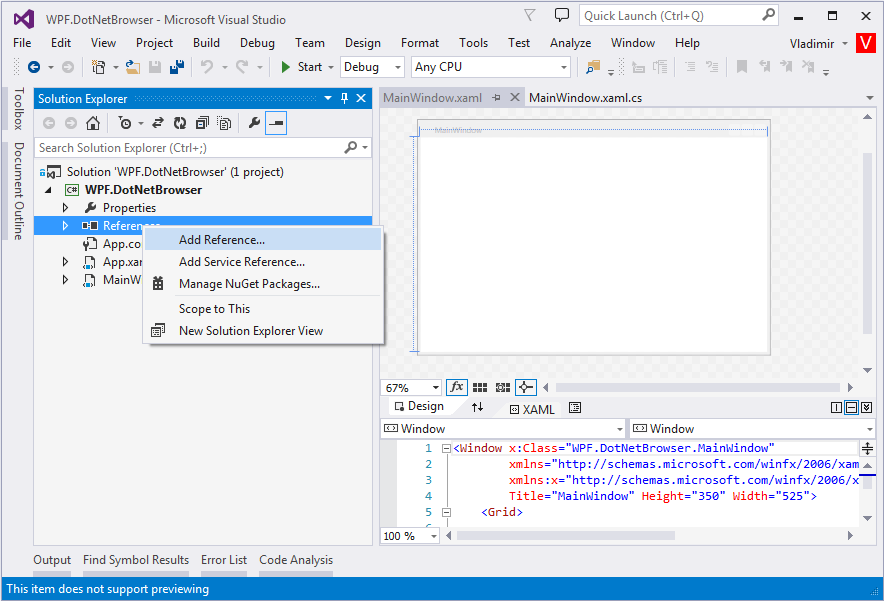 WPF.DotNetBrowser - Microsoft Visual Studio
Quick Launch (Ctrl+Q)
File Edit View Project Build Debug Team Design Format Tools Test Analyze Window Help
Vladimir
V
Start Debug Any CPU
Toolbox
Document Outline
Solution Explorer
Search Solution Explorer (Ctrl+;)
Solution 'WPF.DotNetBrowser' (1 project)
C# WPF.DotNetBrowser
Properties
References
App.co
App.xar
MainW
Add Reference...
Add Service Reference...
Manage NuGet Packages...
Scope to This
New Solution Explorer View
MainWindow.xaml
MainWindow.xaml.cs
MainWindow
67%
fx
Design
XAML
Window
Window
1 <Window x:Class="WPF.DotNetBrowser.MainWindow"
2 xmlns="http://schemas.microsoft.com/winfx/2006/xam
3 xmlns:x="http://schemas.microsoft.com/winfx/2006/x
4 Title="MainWindow" Height="350" Width="525">
5 <Grid>
100 %
Output Find Symbol Results Error List Code Analysis
This item does not support previewing